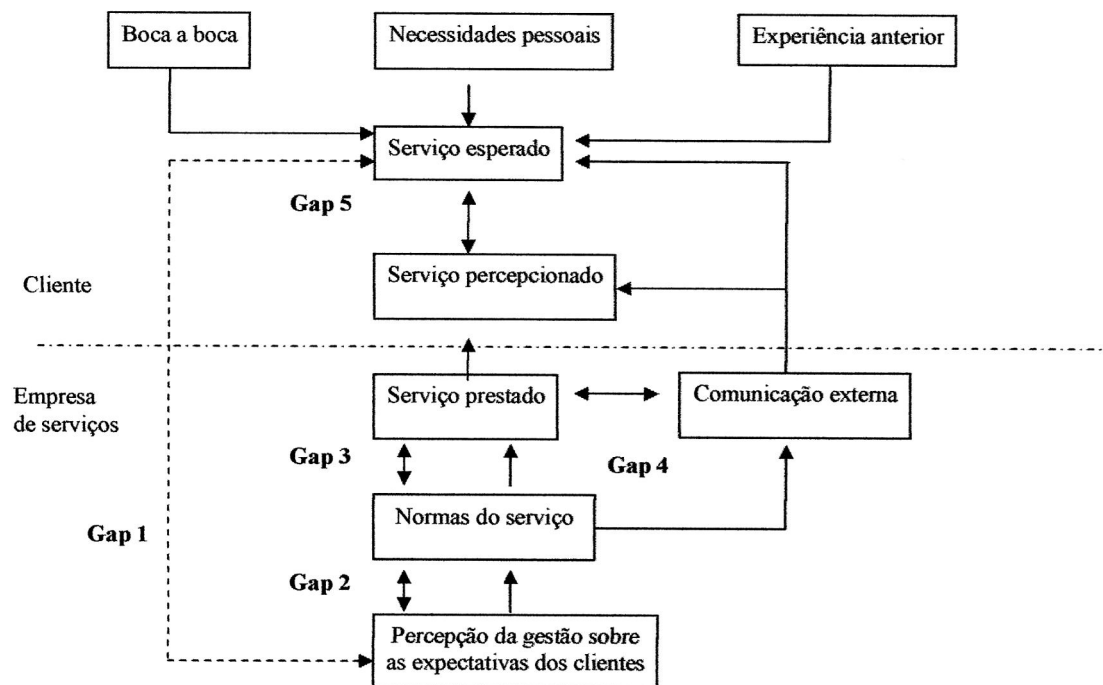 Boca a boca
Necessidades pessoais
Experiência anterior
Serviço esperado
Gap 5
Serviço percepcionado
Cliente
Empresa
de serviços
Serviço prestado
Comunicação externa
Gap 3
Gap 4
Normas do serviço
Gap 1
Gap 2
Percepção da gestão sobre
as expectativas dos clientes